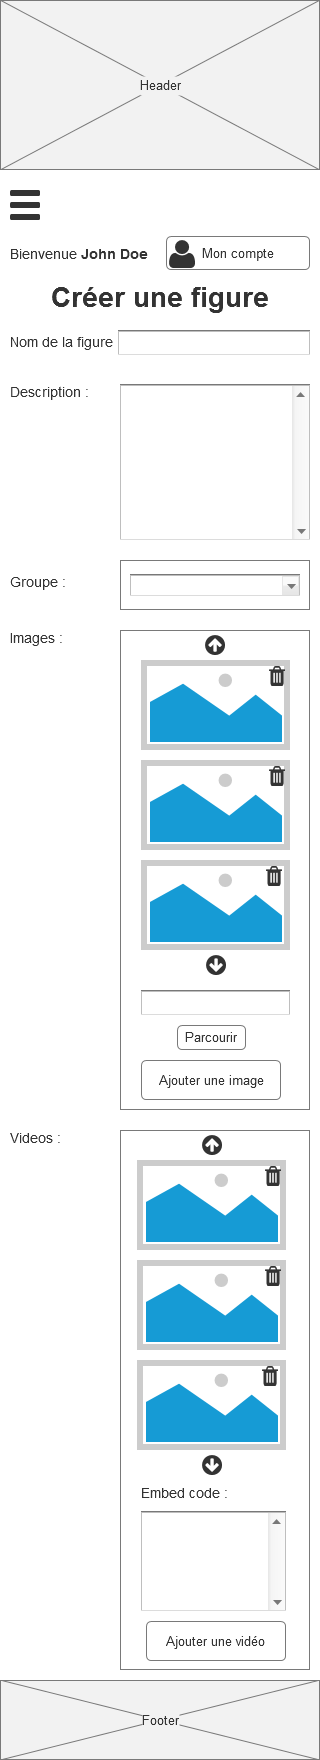 Header
Bienvenue John Doe
Mon compte
Créer une figure
Nom de la figure
Description :
Groupe :
Images :
Parcourir
Ajouter une image
Videos :
Embed code :
Ajouter une vidéo
Footer